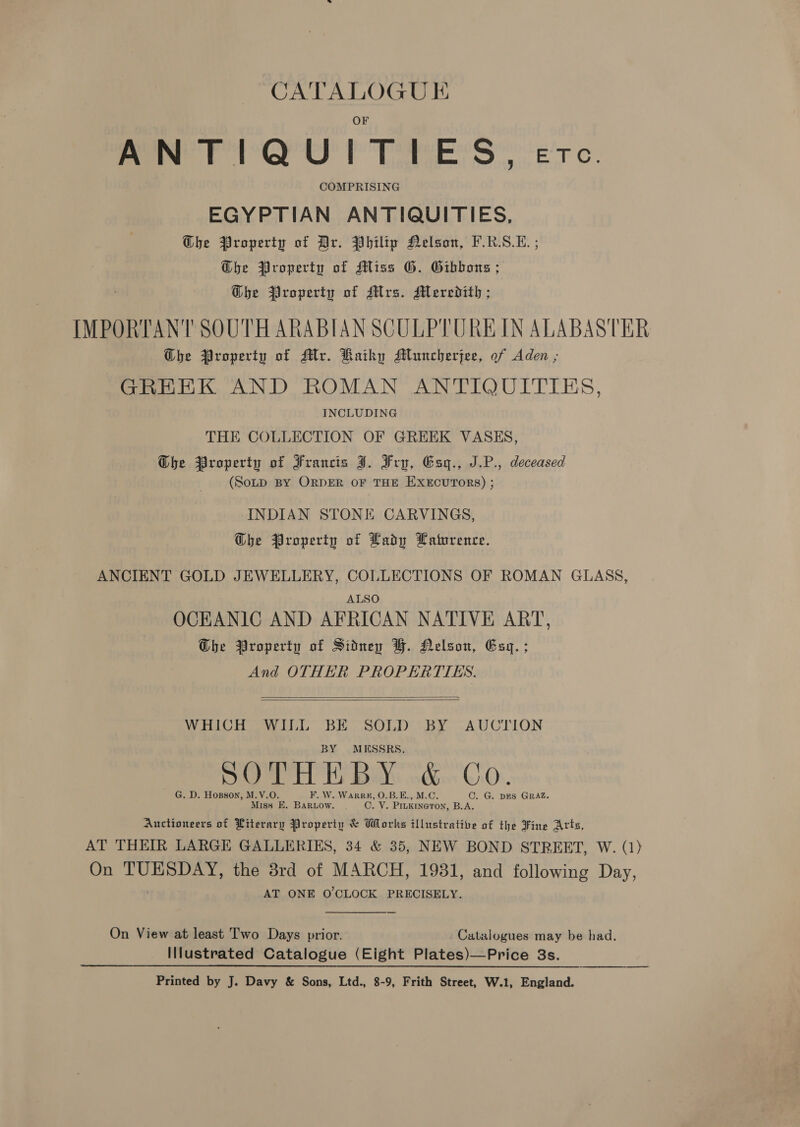 CATALOGUE
OF
ANTIQUITIES, ETC.
COMPRISING
EGYPTIAN ANTIQUITIES,
The Property of Dr. Philip Nelson, F.R.S.E. ;
The Property of Miss G. Gibbons ;
The Property of Mrs. Meredith ;
IMPORTANT SOUTH ARABIAN SCULPTURE IN ALABASTER
The Property of Mr. Kaiky Muncherjee, of Aden ;
GREEK AND ROMAN ANTIQUITIES,
INCLUDING
THE COLLECTION OF GREEK VASES,
The Property of Francis J. Fry, Esq., J.P., deceased
(SOLD BY ORDER OF THE EXECUTORS) ;
INDIAN STONE CARVINGS,
The Property of Lady Lawrence.
ANCIENT GOLD JEWELLERY, COLLECTIONS OF ROMAN GLASS,
ALSO
OCEANIC AND AFRICAN NATIVE ART,
The Property of Sidney H. Nelson, Esq. ;
And OTHER PROPERTIES.
WHICH WILL BE SOLD BY AUCTION
BY MESSRS.
SOTHEBY & Co.
G. D. HOBSON, M.V.O. F. W. WARRE, O.B.E., M.C. C. G. DES GRAZ.
MISS E. BARLOW. C. V. PILKINGTON, B.A.
Auctioneers of Literary Property & Works illustrative of the Fine Arts,
AT THEIR LARGE GALLERIES, 34 & 35, NEW BOND STREET, W. (1)
On TUESDAY, the 3rd of MARCH, 1931, and following Day,
AT ONE O'CLOCK PRECISELY.
On View at least Two Days prior. Catalogues may be had.
Illustrated Catalogue (Eight Plates)—Price 3s.
Printed by J. Davy & Sons, Ltd., 8-9, Frith Street, W.1, England.